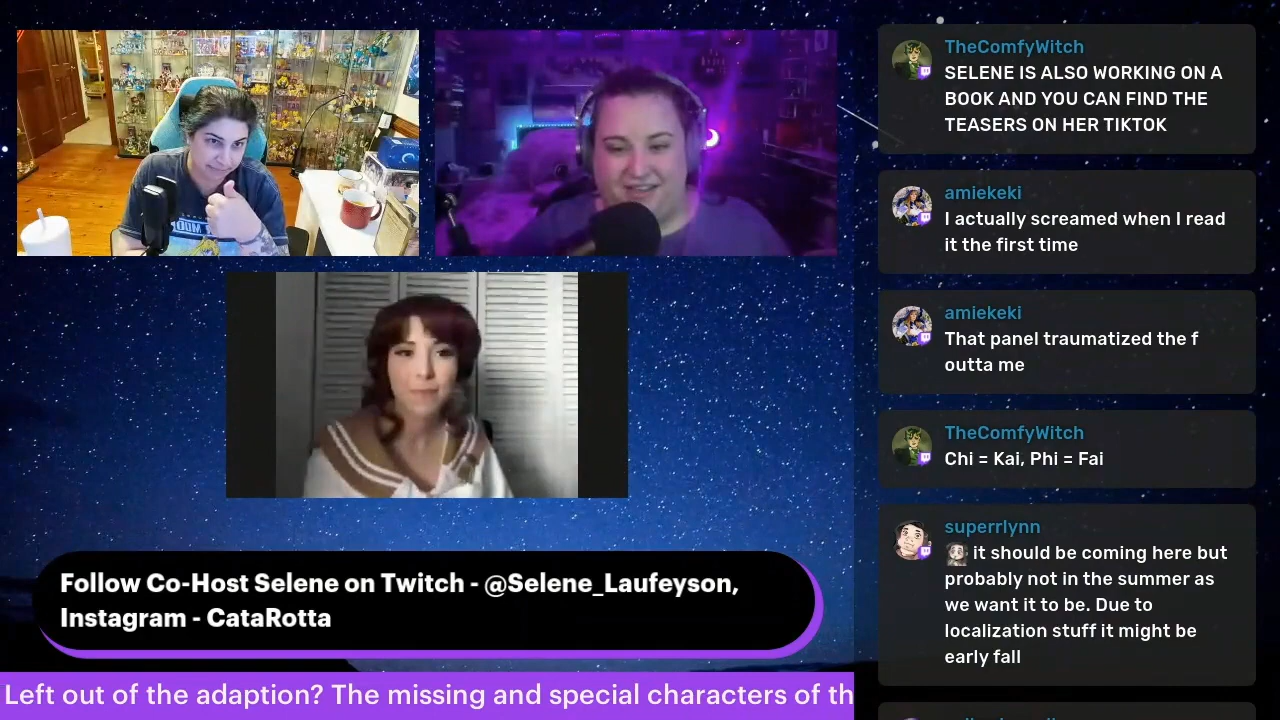 TheComfyWitch
SELENE IS ALSO WORKING ON A
BOOK AND YOU CAN FIND THE
TEASERS ON HER TIKTOK
amiekeki
I actually screamed when I read
it the first time
amiekeki
That panel traumatized the f
outta me
TheComfyWitch
Chi = Kai, Phi = Fai
superrlynn
it should be coming here but
probably not in the summer as
we want it to be. Due to
localization stuff it might be
early fall
Follow Co-Host Selene on Twitch - @Selene_Laufeyson,
Instagram - CataRotta
Left out of the adaption? The missing and special characters of th